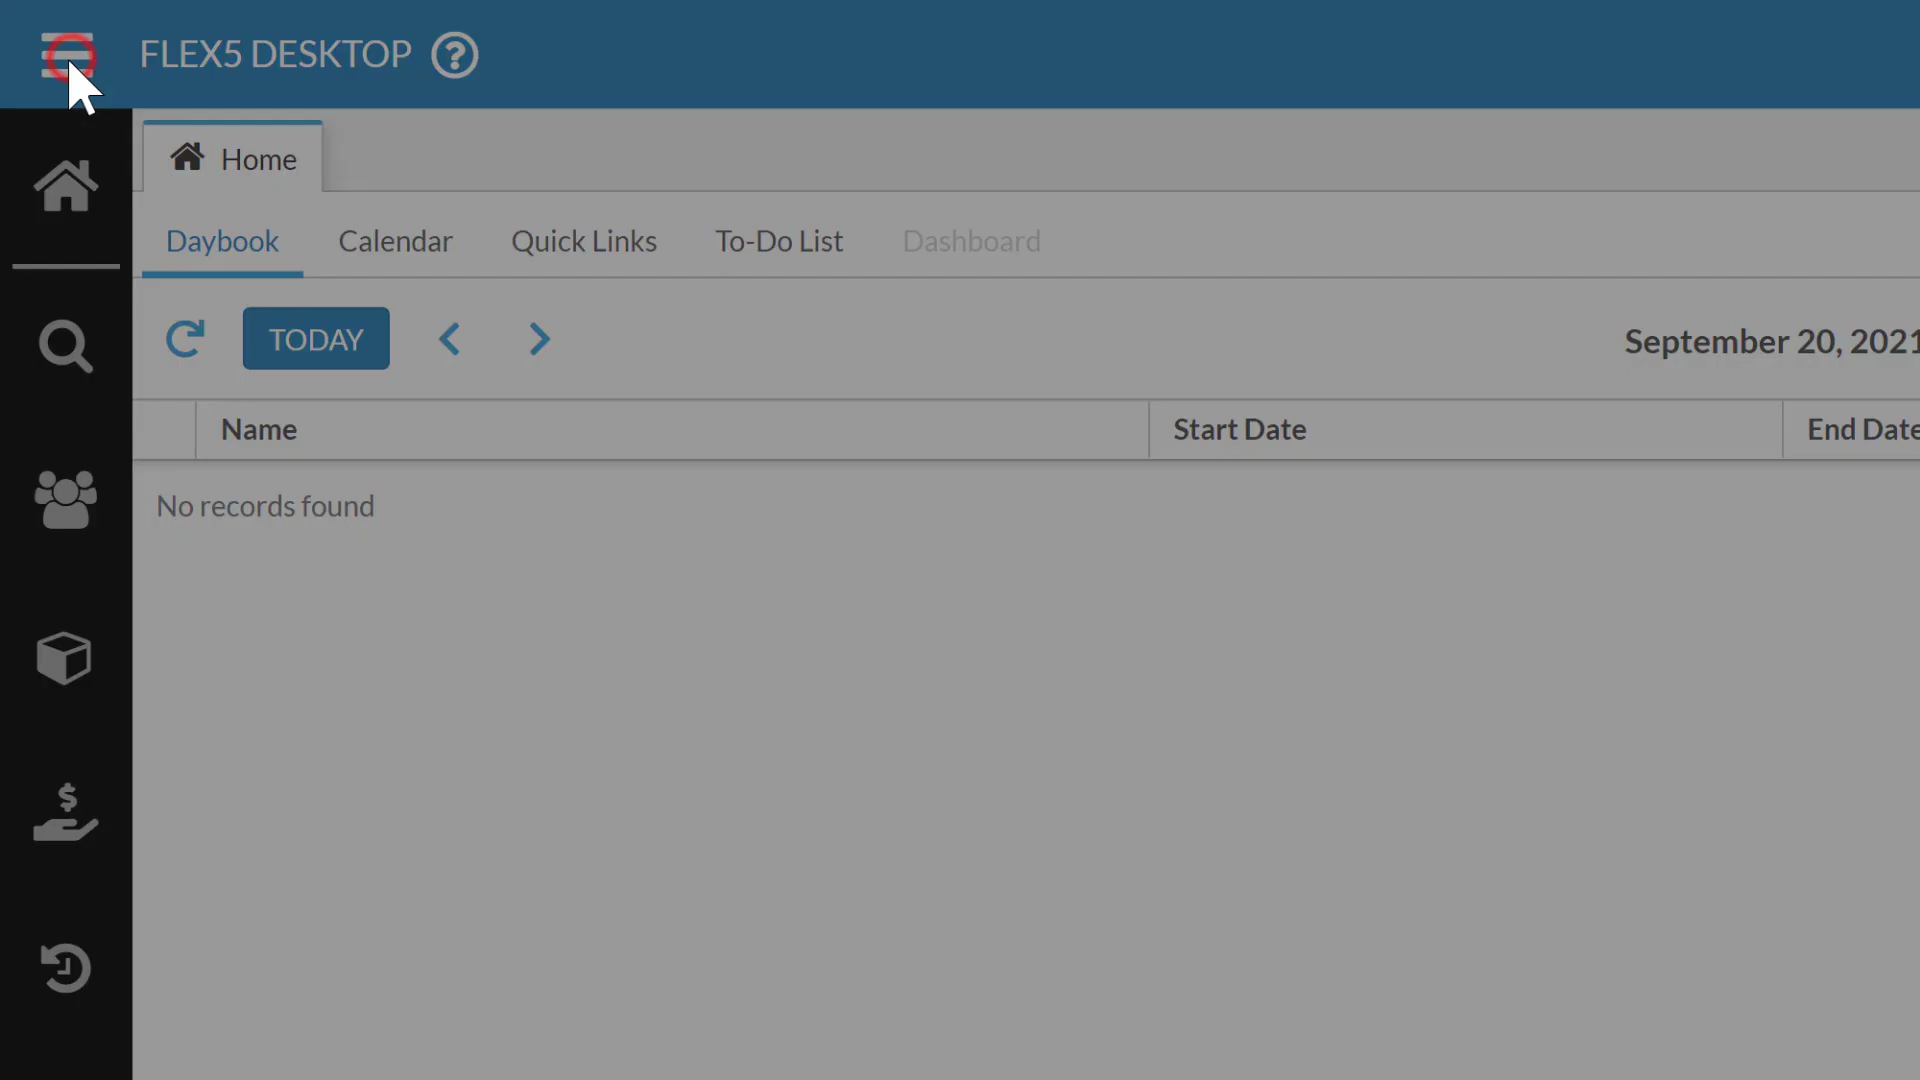 FLEX5 DESKTOP ?
Home
Daybook Calendar Quick Links To-Do List Dashboard
TODAY
September 20, 2021
Name Start Date End Date
No records found
$